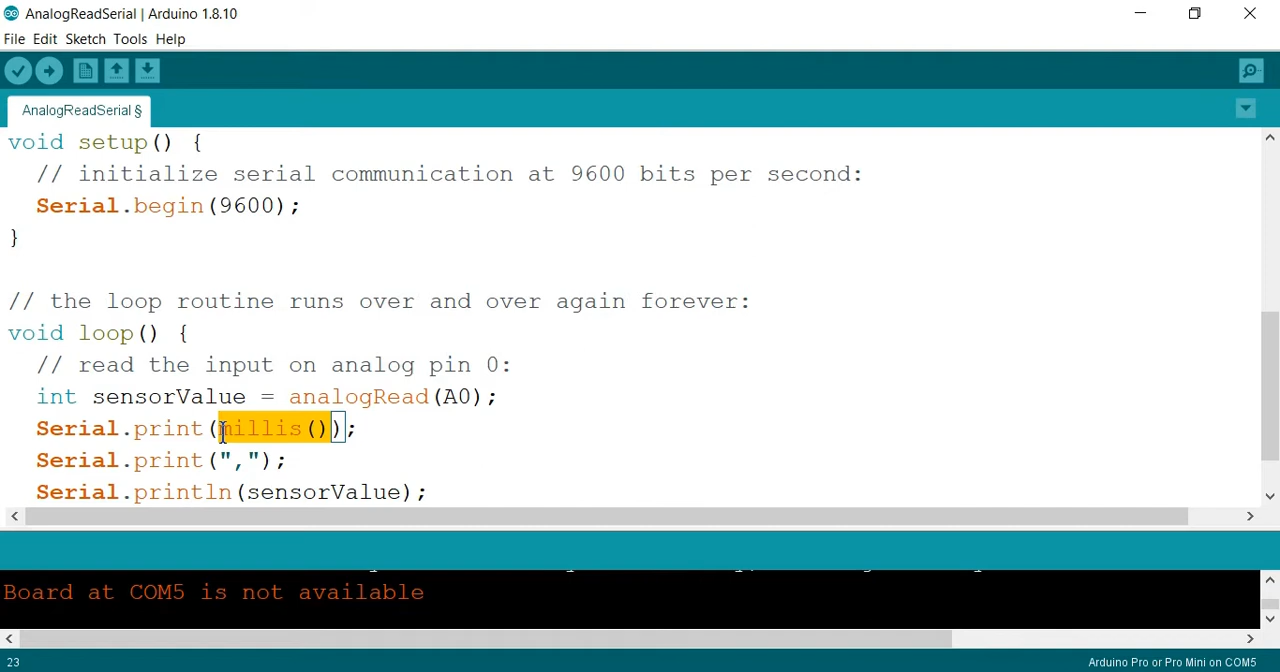 AnalogReadSerial | Arduino 1.8.10
File Edit Sketch Tools Help
AnalogReadSerial §
void setup() {
// initialize serial communication at 9600 bits per second:
Serial.begin(9600);
}
// the loop routine runs over and over again forever:
void loop() {
// read the input on analog pin 0:
int sensorValue = analogRead(A0);
Serial.print(millis());
Serial.print(",");
Serial.println(sensorValue);
Board at COM5 is not available
23
Arduino Pro or Pro Mini on COM5